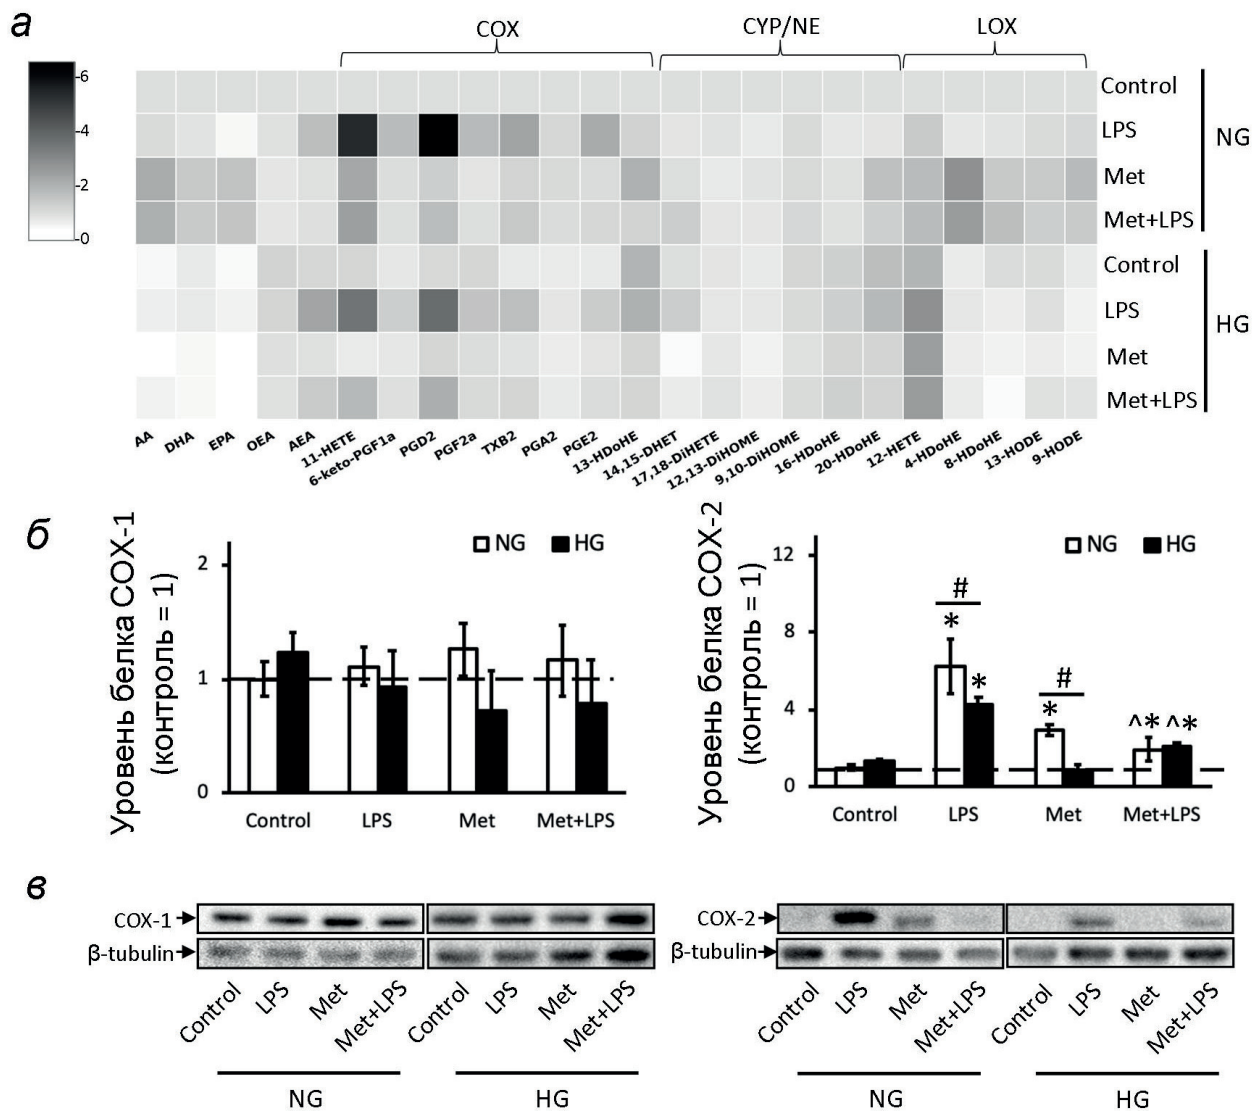 а
COX
CYP/NE
LOX
6
4
2
0
Control
LPS
Met
Met+LPS
NG
Control
LPS
Met
Met+LPS
HG
AA
DHA
EPA
OEA
AEA
11-HETE
6-keto-PGF1a
PGD2
PGF2a
TXB2
PGA2
PGE2
13-HDoHE
14,15-DHET
17,18-DiHETE
12,13-DiHOME
9,10-DiHOME
16-HDoHE
20-HDoHE
12-HETE
4-HDoHE
8-HDoHE
13-HODE
9-HODE
б
Уровень белка COX-1
(контроль = 1)
NG HG
2
1
0
Control LPS Met Met+LPS
Уровень белка COX-2
(контроль = 1)
NG HG
12
8
4
0
#
*
*
#
*
^* ^*
Control LPS Met Met+LPS
в
COX-1
β-tubulin
Control LPS Met Met+LPS Control LPS Met Met+LPS
NG HG
COX-2
β-tubulin
Control LPS Met Met+LPS Control LPS Met Met+LPS
NG HG